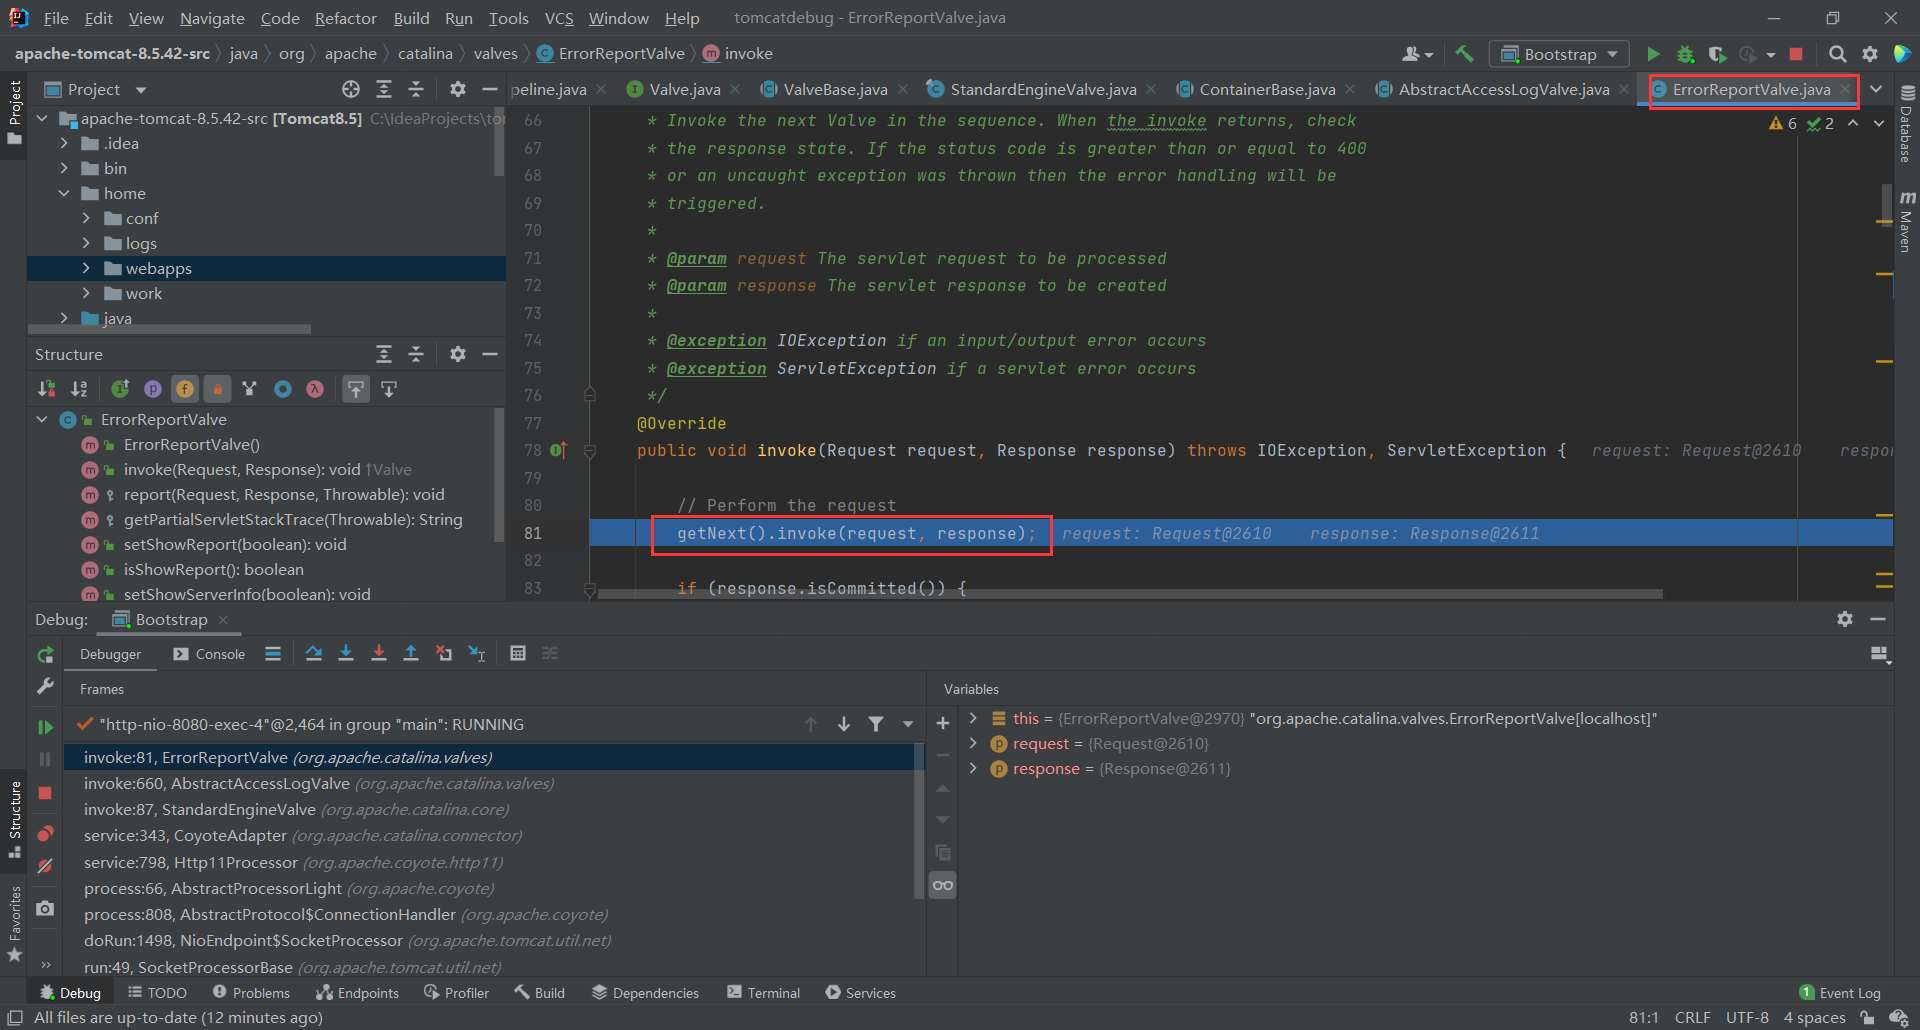 File Edit View Navigate Code Refactor Build Run Tools VCS Window Help tomcatdebug - ErrorReportValve.java
apache-tomcat-8.5.42-src java org apache catalina valves ErrorReportValve invoke
Bootstrap
Project
peline.java Valve.java ValveBase.java StandardEngineValve.java ContainerBase.java AbstractAccessLogValve.java ErrorReportValve.java
Project
apache-tomcat-8.5.42-src [Tomcat8.5] C:\IdeaProjects\tor
.idea
bin
home
conf
logs
webapps
work
java
Structure
ErrorReportValve
ErrorReportValve()
invoke(Request, Response): void ↑Valve
report(Request, Response, Throwable): void
getPartialServletStackTrace(Throwable): String
setShowReport(boolean): void
isShowReport(): boolean
setShowServerInfo(boolean): void
6 2
66 * Invoke the next Valve in the sequence. When the invoke returns, check
67 * the response state. If the status code is greater than or equal to 400
68 * or an uncaught exception was thrown then the error handling will be
69 * triggered.
70 *
71 * @param request The servlet request to be processed
72 * @param response The servlet response to be created
73 *
74 * @exception IOException if an input/output error occurs
75 * @exception ServletException if a servlet error occurs
76 */
77 @Override
78 public void invoke(Request request, Response response) throws IOException, ServletException { request: Request@2610 respon
79
80 // Perform the request
81 getNext().invoke(request, response); request: Request@2610 response: Response@2611
82
83 if (response.isCommitted()) {
Database
Maven
Debug: Bootstrap
Debugger Console
Frames
"http-nio-8080-exec-4"@2,464 in group "main": RUNNING
invoke:81, ErrorReportValve (org.apache.catalina.valves)
invoke:660, AbstractAccessLogValve (org.apache.catalina.valves)
invoke:87, StandardEngineValve (org.apache.catalina.core)
service:343, CoyoteAdapter (org.apache.catalina.connector)
service:798, Http11Processor (org.apache.coyote.http11)
process:66, AbstractProcessorLight (org.apache.coyote)
process:808, AbstractProtocol$ConnectionHandler (org.apache.coyote)
doRun:1498, NioEndpoint$SocketProcessor (org.apache.tomcat.util.net)
run:49, SocketProcessorBase (org.apache.tomcat.util.net)
Variables
this = {ErrorReportValve@2970} "org.apache.catalina.valves.ErrorReportValve[localhost]"
request = {Request@2610}
response = {Response@2611}
Structure
Favorites
Debug TODO Problems Endpoints Profiler Build Dependencies Terminal Services 1 Event Log
All files are up-to-date (12 minutes ago) 81:1 CRLF UTF-8 4 spaces